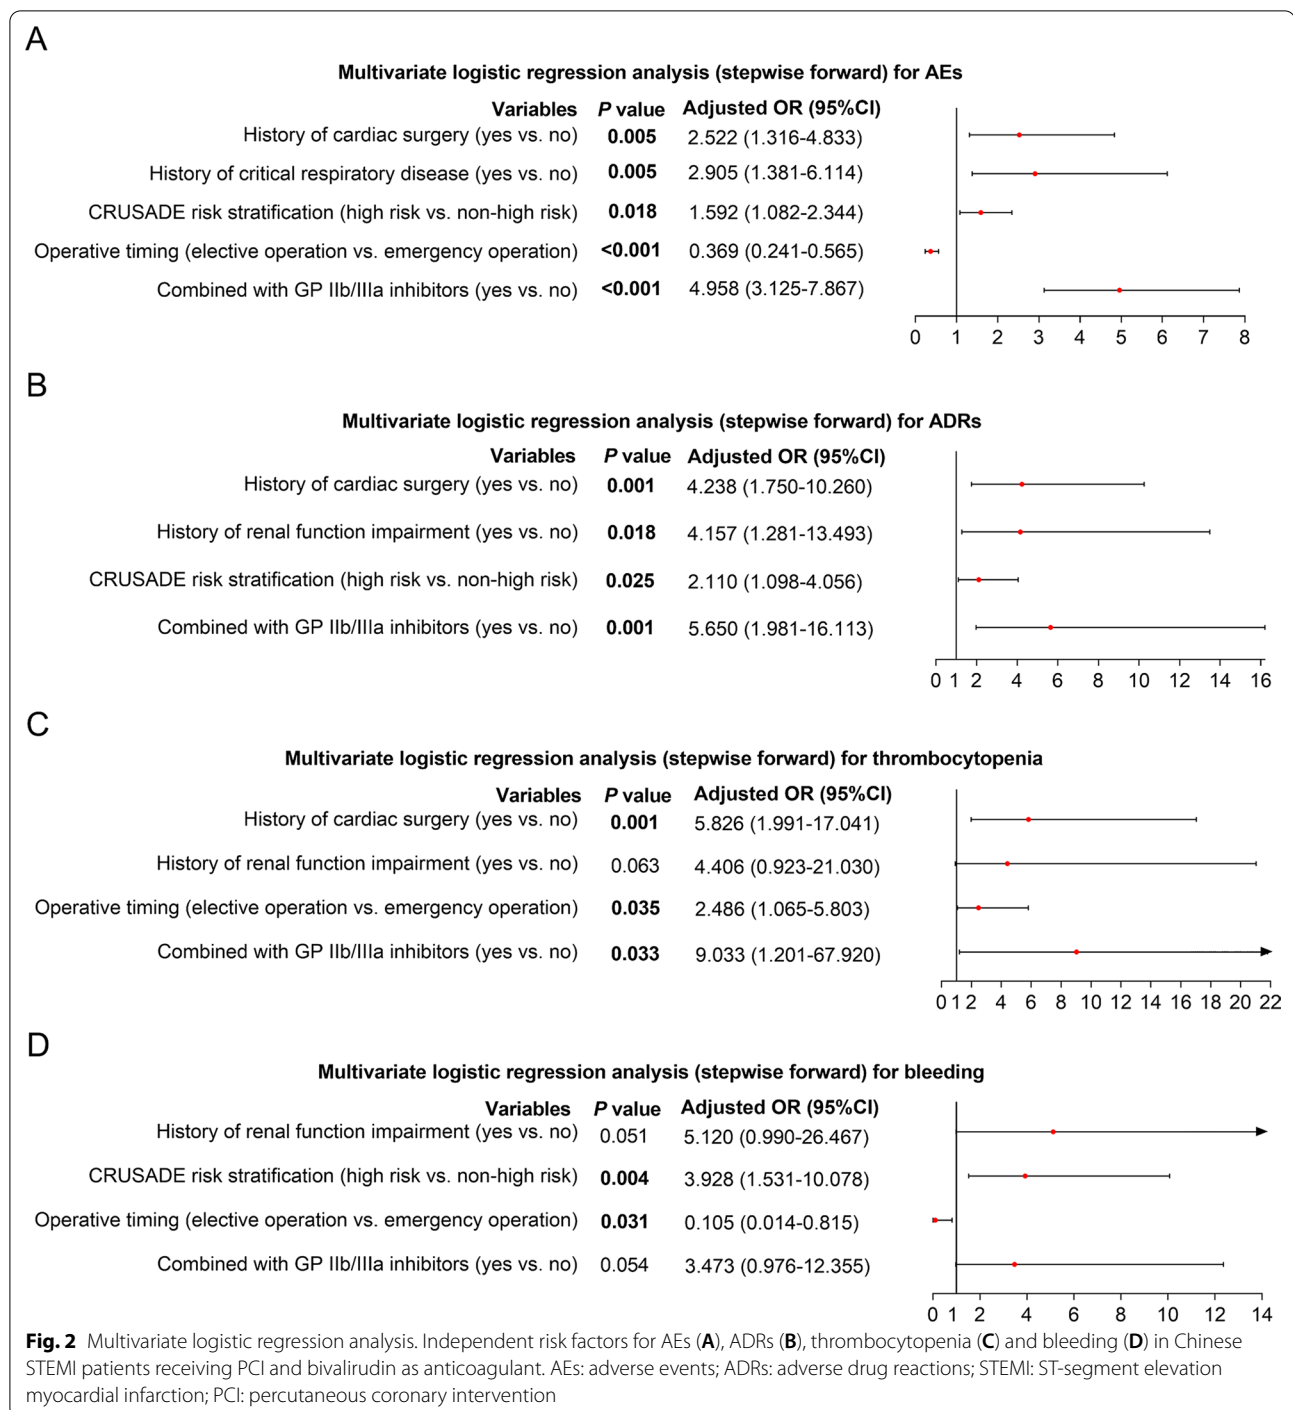 A
Multivariate logistic regression analysis (stepwise forward) for AEs
Variables P value Adjusted OR (95%CI)
History of cardiac surgery (yes vs. no) 0.005 2.522 (1.316-4.833)
History of critical respiratory disease (yes vs. no) 0.005 2.905 (1.381-6.114)
CRUSADE risk stratification (high risk vs. non-high risk) 0.018 1.592 (1.082-2.344)
Operative timing (elective operation vs. emergency operation) <0.001 0.369 (0.241-0.565)
Combined with GP IIb/IIIa inhibitors (yes vs. no) <0.001 4.958 (3.125-7.867)
0 1 2 3 4 5 6 7 8
B
Multivariate logistic regression analysis (stepwise forward) for ADRs
Variables P value Adjusted OR (95%CI)
History of cardiac surgery (yes vs. no) 0.001 4.238 (1.750-10.260)
History of renal function impairment (yes vs. no) 0.018 4.157 (1.281-13.493)
CRUSADE risk stratification (high risk vs. non-high risk) 0.025 2.110 (1.098-4.056)
Combined with GP IIb/IIIa inhibitors (yes vs. no) 0.001 5.650 (1.981-16.113)
0 1 2 4 6 8 10 12 14 16
C
Multivariate logistic regression analysis (stepwise forward) for thrombocytopenia
Variables P value Adjusted OR (95%CI)
History of cardiac surgery (yes vs. no) 0.001 5.826 (1.991-17.041)
History of renal function impairment (yes vs. no) 0.063 4.406 (0.923-21.030)
Operative timing (elective operation vs. emergency operation) 0.035 2.486 (1.065-5.803)
Combined with GP IIb/IIIa inhibitors (yes vs. no) 0.033 9.033 (1.201-67.920)
0 1 2 4 6 8 10 12 14 16 18 20 22
D
Multivariate logistic regression analysis (stepwise forward) for bleeding
Variables P value Adjusted OR (95%CI)
History of renal function impairment (yes vs. no) 0.051 5.120 (0.990-26.467)
CRUSADE risk stratification (high risk vs. non-high risk) 0.004 3.928 (1.531-10.078)
Operative timing (elective operation vs. emergency operation) 0.031 0.105 (0.014-0.815)
Combined with GP IIb/IIIa inhibitors (yes vs. no) 0.054 3.473 (0.976-12.355)
0 2 4 6 8 10 12 14
Fig. 2 Multivariate logistic regression analysis. Independent risk factors for AEs (A), ADRs (B), thrombocytopenia (C) and bleeding (D) in Chinese
STEMI patients receiving PCI and bivalirudin as anticoagulant. AEs: adverse events; ADRs: adverse drug reactions; STEMI: ST-segment elevation
myocardial infarction; PCI: percutaneous coronary intervention